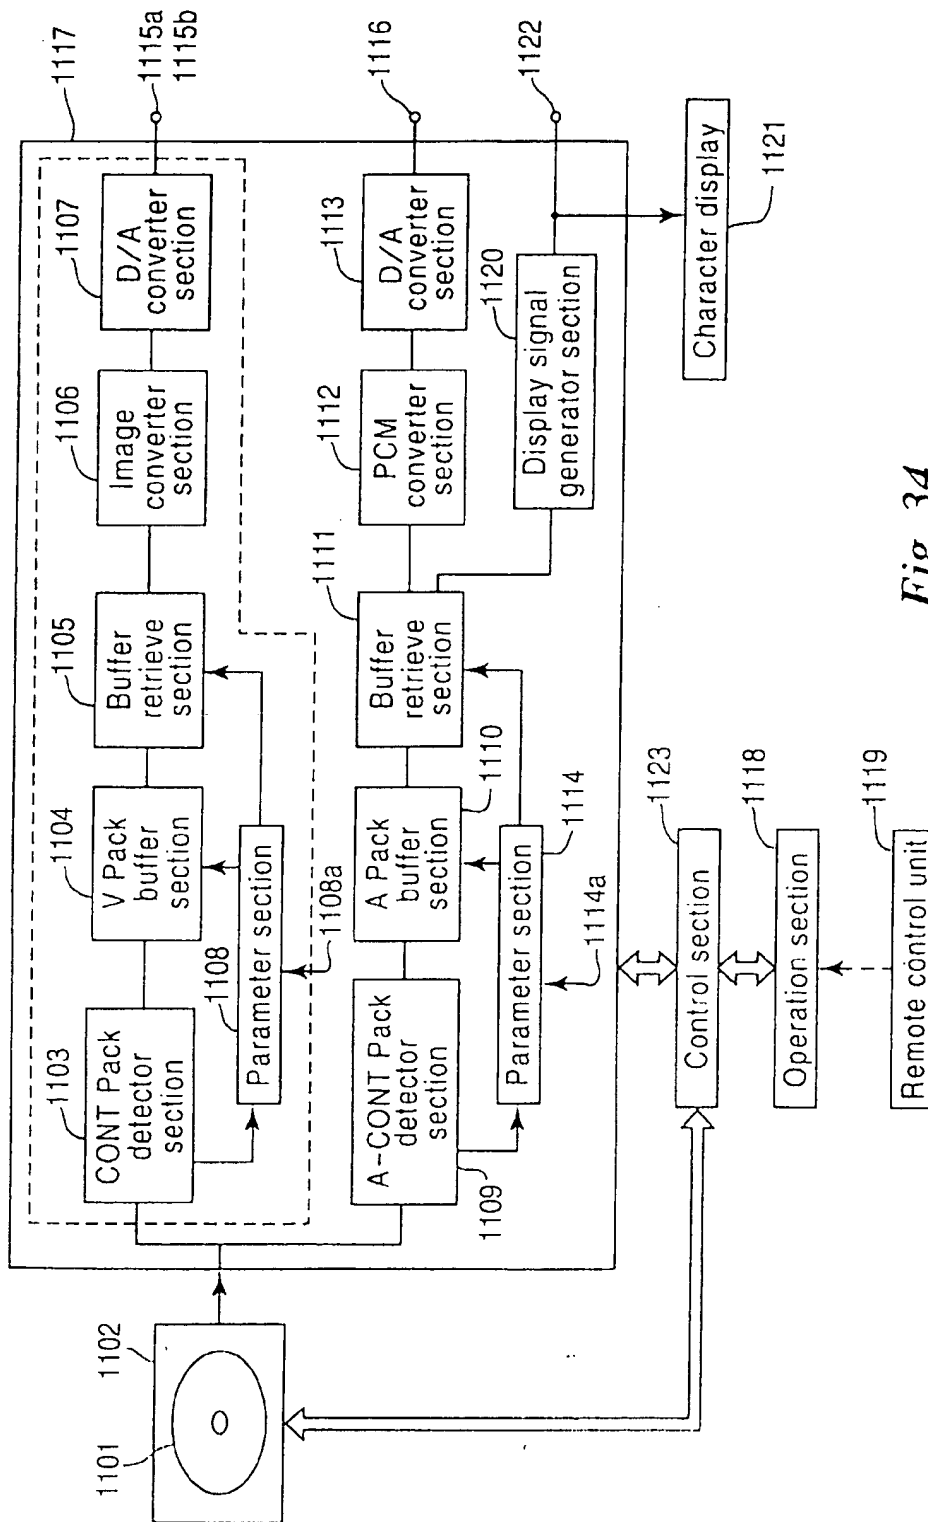 1101
1102
1103
CONT Pack
detector
section
1104
V Pack
buffer
section
1105
Buffer
retrieve
section
1106
Image
converter
section
1107
D/A
converter
section
1117
1115a
1115b
1108
Parameter section
1108a
A-CONT Pack
detector
section
1109
A Pack
buffer
section
1110
1111
Buffer
retrieve
section
1112
PCM
converter
section
1113
D/A
converter
section
1116
Parameter section
1114
1114a
1120
Display signal
generator section
1122
Character display
1121
1123
Control section
1118
Operation section
1119
Remote control unit
Fig. 34